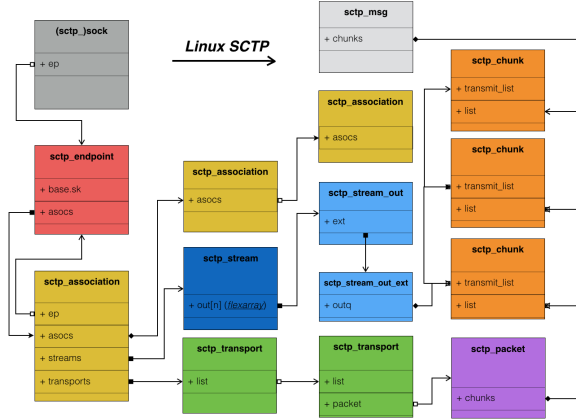 (sctp_)sock
+ ep
Linux SCTP
sctp_msg
+ chunks
sctp_endpoint
+ base.sk
+ asocs
sctp_association
+ ep
+ asocs
+ streams
+ transports
sctp_association
+ asocs
sctp_stream
+ out[n] (flexarray)
sctp_transport
+ list
sctp_association
+ asocs
sctp_stream_out
+ ext
sctp_stream_out_ext
+ outq
sctp_transport
+ list
+ packet
sctp_chunk
+ transmit_list
+ list
sctp_chunk
+ transmit_list
+ list
sctp_chunk
+ transmit_list
+ list
sctp_packet
+ chunks